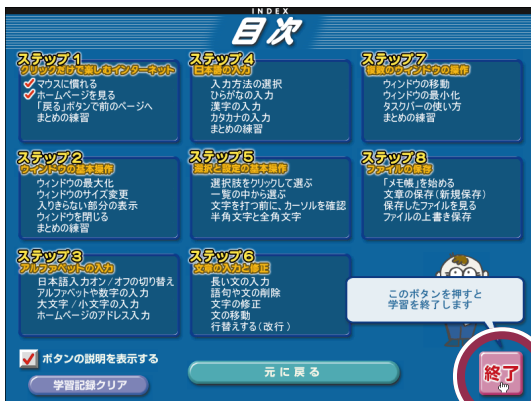 INDEX
目次
ステップ1
クリックだけで楽しむインターネット
マウスに慣れる
ホームページを見る
「戻る」ボタンで前のページへ
まとめの練習
ステップ2
ウィンドウの基本操作
ウィンドウの最大化
ウィンドウのサイズ変更
入りきらない部分の表示
ウィンドウを閉じる
まとめの練習
ステップ3
アルファベットの入力
日本語入力オン/オフの切り替え
アルファベットや数字の入力
大文字/小文字の入力
ホームページのアドレス入力
ステップ4
日本語の入力
入力方法の選択
ひらがなの入力
漢字の入力
カタカナの入力
まとめの練習
ステップ5
選択と設定の基本操作
選択肢をクリックして選ぶ
一覧の中から選ぶ
文字を打つ前に、カーソルを確認
半角文字と全角文字
ステップ6
文章の入力と修正
長い文の入力
語句や文の削除
文字の修正
文の移動
行替えする(改行)
ステップ7
複数のウィンドウの操作
ウィンドウの移動
ウィンドウの最小化
タスクバーの使い方
まとめの練習
ステップ8
ファイルの保存
「メモ帳」を始める
文章の保存(新規保存)
保存したファイルを見る
ファイルの上書き保存
このボタンを押すと
学習を終了します
ボタンの説明を表示する
学習記録クリア
元に戻る
終了